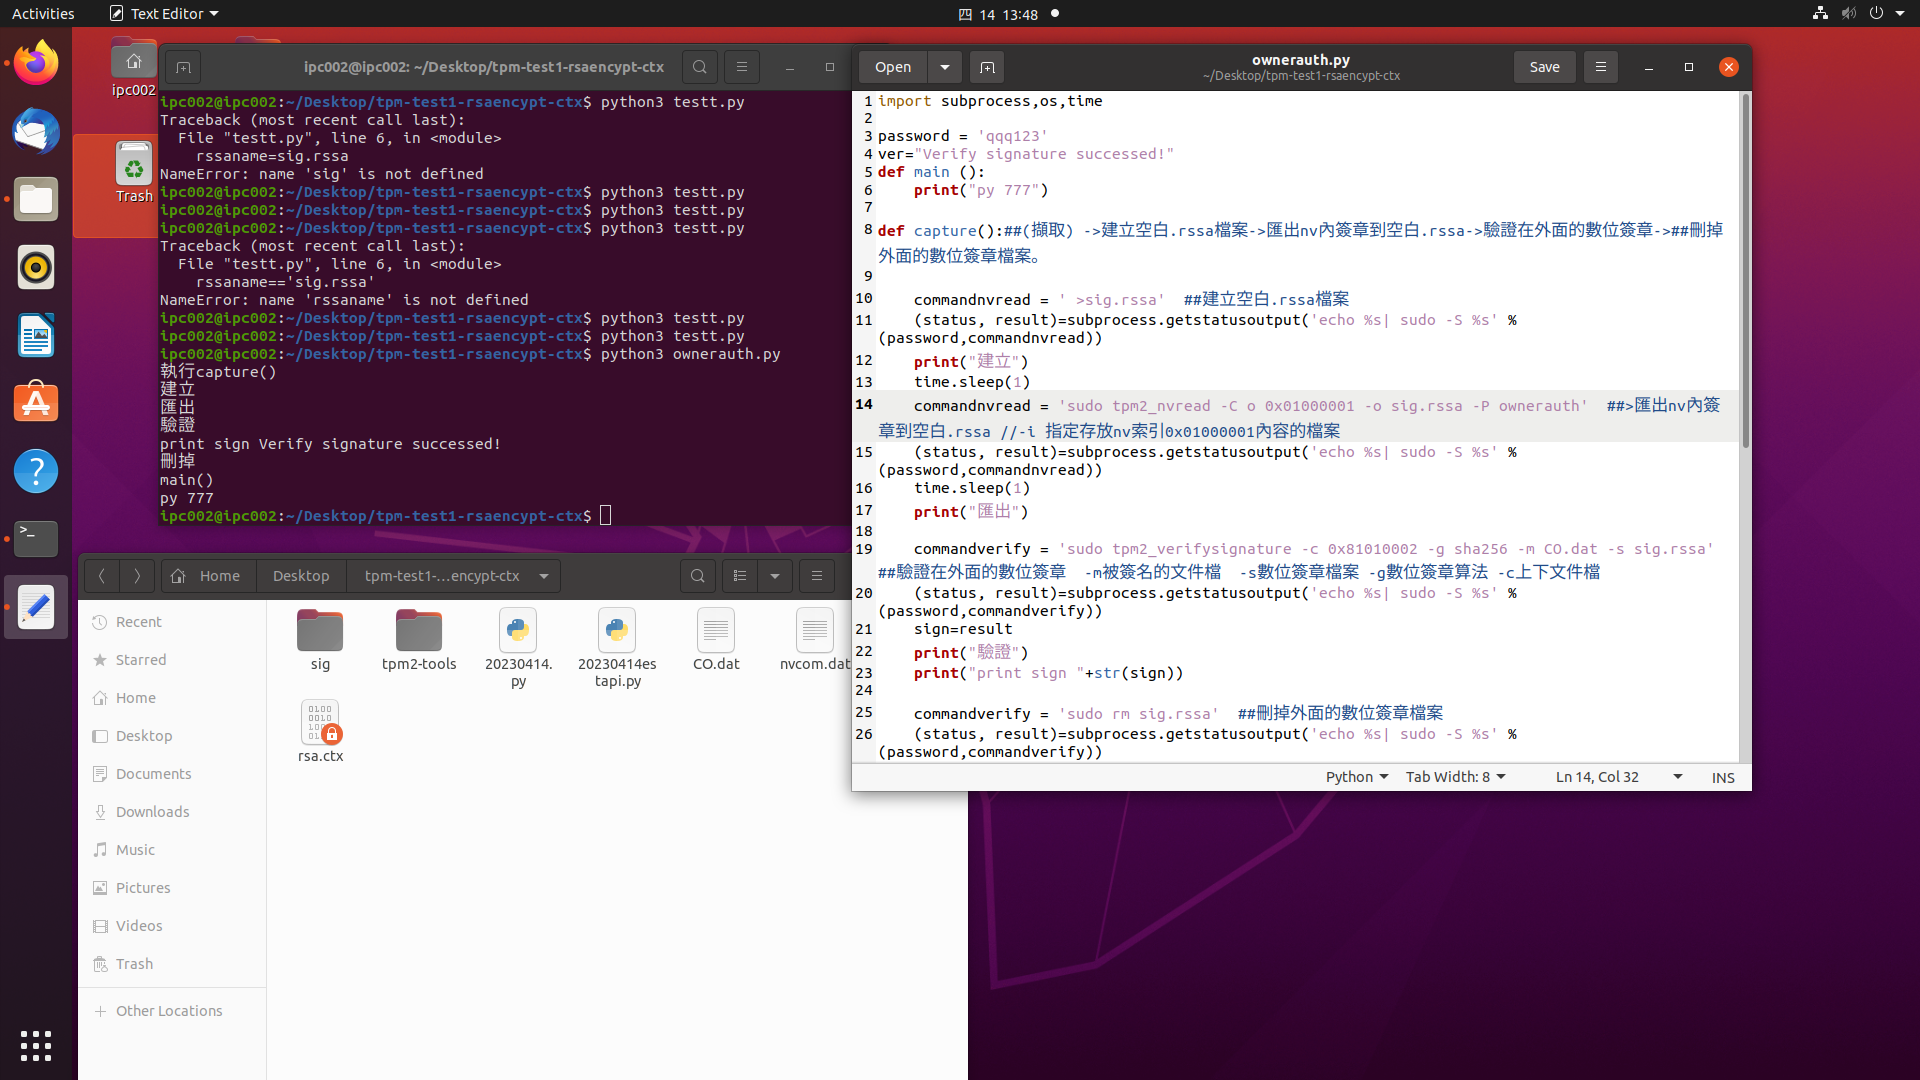 Activities
Text Editor
四 14 13:48
ipc002
Trash
ipc002@ipc002: ~/Desktop/tpm-test1-rsaencypt-ctx
ipc002@ipc002:~/Desktop/tpm-test1-rsaencypt-ctx$ python3 testt.py
Traceback (most recent call last):
  File "testt.py", line 6, in <module>
    rssaname=sig.rssa
NameError: name 'sig' is not defined
ipc002@ipc002:~/Desktop/tpm-test1-rsaencypt-ctx$ python3 testt.py
ipc002@ipc002:~/Desktop/tpm-test1-rsaencypt-ctx$ python3 testt.py
ipc002@ipc002:~/Desktop/tpm-test1-rsaencypt-ctx$ python3 testt.py
Traceback (most recent call last):
  File "testt.py", line 6, in <module>
    rssaname=='sig.rssa'
NameError: name 'rssaname' is not defined
ipc002@ipc002:~/Desktop/tpm-test1-rsaencypt-ctx$ python3 testt.py
ipc002@ipc002:~/Desktop/tpm-test1-rsaencypt-ctx$ python3 testt.py
ipc002@ipc002:~/Desktop/tpm-test1-rsaencypt-ctx$ python3 ownerauth.py
執行capture()
建立
匯出
驗證
print sign Verify signature successed!
刪掉
main()
py 777
ipc002@ipc002:~/Desktop/tpm-test1-rsaencypt-ctx$
Open
ownerauth.py
~/Desktop/tpm-test1-rsaencypt-ctx
Save
1 import subprocess,os,time
2
3 password = 'qqq123'
4 ver="Verify signature successed!"
5 def main ():
6     print("py 777")
7
8 def capture():##(擷取) ->建立空白.rssa檔案->匯出nv內簽章到空白.rssa->驗證在外面的數位簽章->##刪掉
外面的數位簽章檔案。
9
10     commandnvread = ' >sig.rssa'  ##建立空白.rssa檔案
11     (status, result)=subprocess.getstatusoutput('echo %s| sudo -S %s' %
(password,commandnvread))
12     print("建立")
13     time.sleep(1)
14     commandnvread = 'sudo tpm2_nvread -C o 0x01000001 -o sig.rssa -P ownerauth'  ##>匯出nv內簽
章到空白.rssa //-i 指定存放nv索引0x01000001內容的檔案
15     (status, result)=subprocess.getstatusoutput('echo %s| sudo -S %s' %
(password,commandnvread))
16     time.sleep(1)
17     print("匯出")
18
19     commandverify = 'sudo tpm2_verifysignature -c 0x81010002 -g sha256 -m CO.dat -s sig.rssa'
##驗證在外面的數位簽章  -m被簽名的文件檔  -s數位簽章檔案 -g數位簽章算法 -c上下文件檔
20     (status, result)=subprocess.getstatusoutput('echo %s| sudo -S %s' %
(password,commandverify))
21     sign=result
22     print("驗證")
23     print("print sign "+str(sign))
24
25     commandverify = 'sudo rm sig.rssa'  ##刪掉外面的數位簽章檔案
26     (status, result)=subprocess.getstatusoutput('echo %s| sudo -S %s' %
(password,commandverify))
Python
Tab Width: 8
Ln 14, Col 32
INS
Home
Desktop
tpm-test1-…encypt-ctx
Recent
Starred
Home
Desktop
Documents
Downloads
Music
Pictures
Videos
Trash
Other Locations
sig
tpm2-tools
20230414.
py
20230414es
tapi.py
CO.dat
nvcom.dat
rsa.ctx